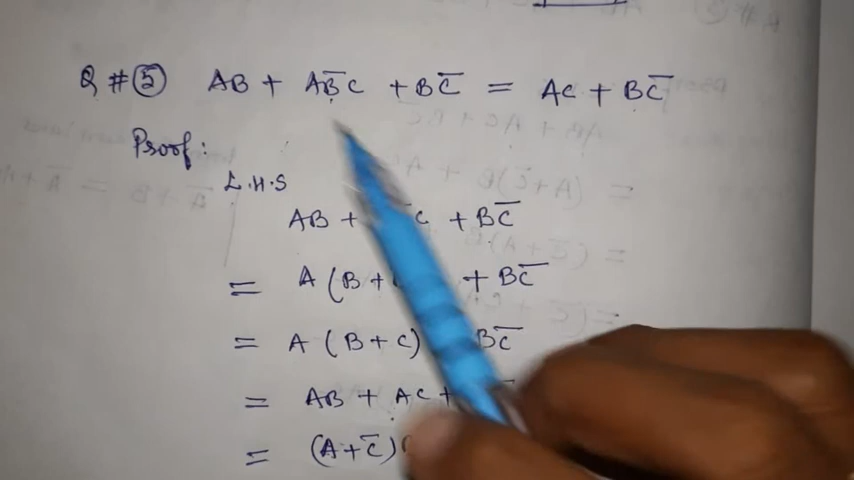 Q # 5 AB + AB̅C + BC̅ = AC + BC̅
Proof:
L.H.S
AB + C + BC̅
= A (B + + BC̅
= A (B + C) BC̅
= AB + AC +
= (A + C̅)